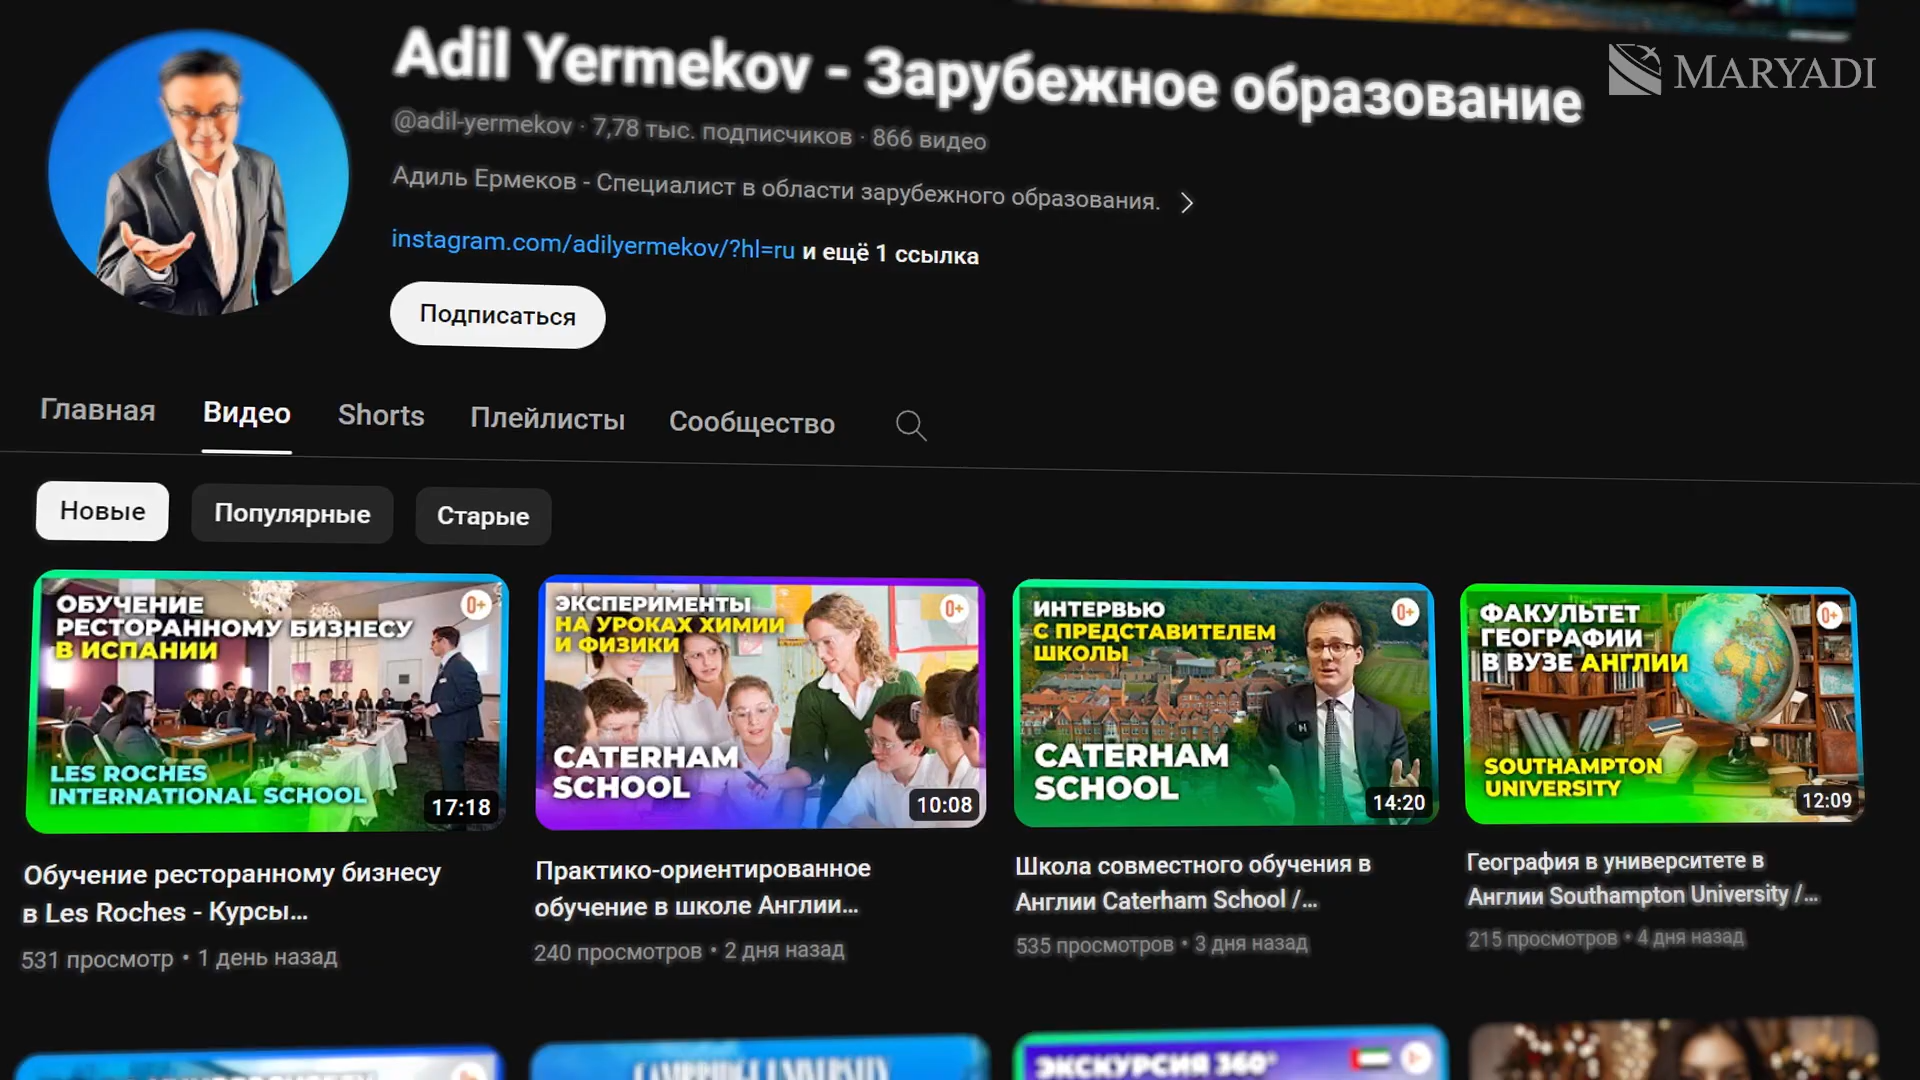 Adil Yermekov - Зарубежное образование
MARYADI
@adil-yermekov · 7,78 тыс. подписчиков · 866 видео
Адиль Ермеков - Специалист в области зарубежного образования.
instagram.com/adilyermekov/?hl=ru и ещё 1 ссылка
Подписаться
Главная Видео Shorts Плейлисты Сообщество
Новые Популярные Старые
ОБУЧЕНИЕ
РЕСТОРАННОМУ БИЗНЕСУ
В ИСПАНИИ
0+
LES ROCHES
INTERNATIONAL SCHOOL
17:18
ЭКСПЕРИМЕНТЫ
НА УРОКАХ ХИМИИ
И ФИЗИКИ
0+
CATERHAM
SCHOOL
10:08
ИНТЕРВЬЮ
С ПРЕДСТАВИТЕЛЕМ
ШКОЛЫ
0+
CATERHAM
SCHOOL
14:20
ФАКУЛЬТЕТ
ГЕОГРАФИИ
В ВУЗЕ АНГЛИИ
0+
SOUTHAMPTON
UNIVERSITY
12:09
Обучение ресторанному бизнесу
в Les Roches - Курсы...
531 просмотр • 1 день назад
Практико-ориентированное
обучение в школе Англии...
240 просмотров • 2 дня назад
Школа совместного обучения в
Англии Caterham School /...
535 просмотров • 3 дня назад
География в университете в
Англии Southampton University /...
215 просмотров • 4 дня назад
CAMBRIDGE UNIVERSITY
ЭКСКУРСИЯ 360°